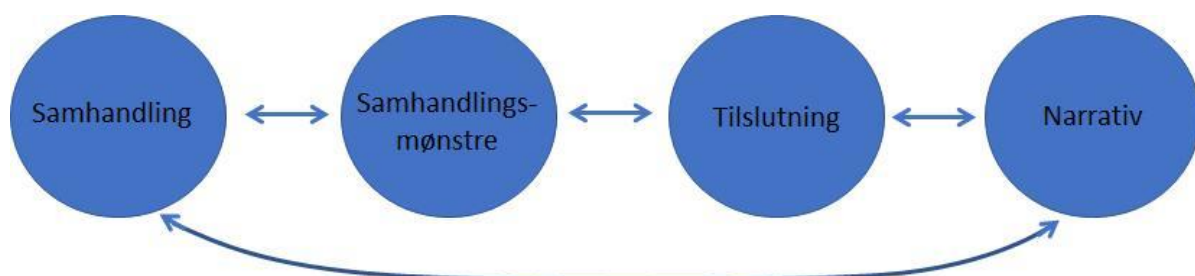 Samhandling
Samhandlings-
mønstre
Tilslutning
Narrativ